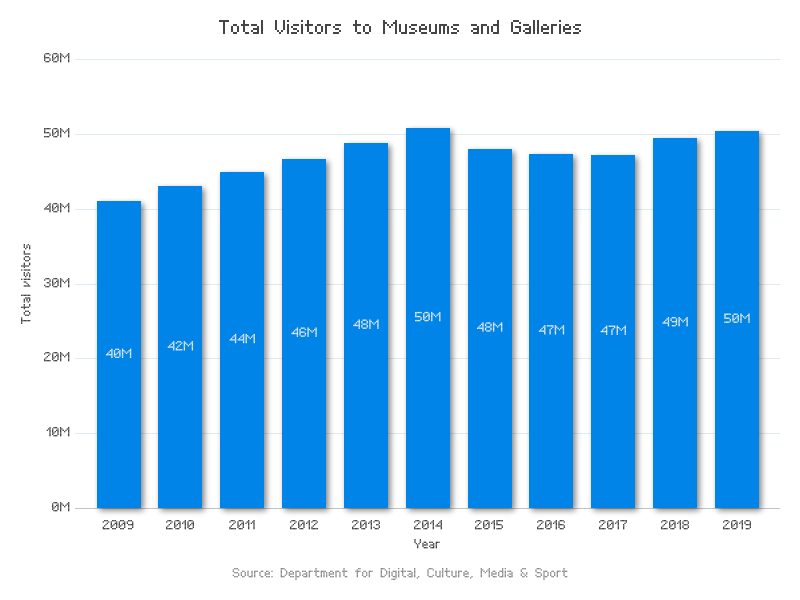 Total Visitors to Museums and Galleries
60M
50M
40M
30M
20M
10M
0M
Total visitors
40M
42M
44M
46M
48M
50M
48M
47M
47M
49M
50M
2009
2010
2011
2012
2013
2014
2015
2016
2017
2018
2019
Year
Source: Department for Digital, Culture, Media & Sport